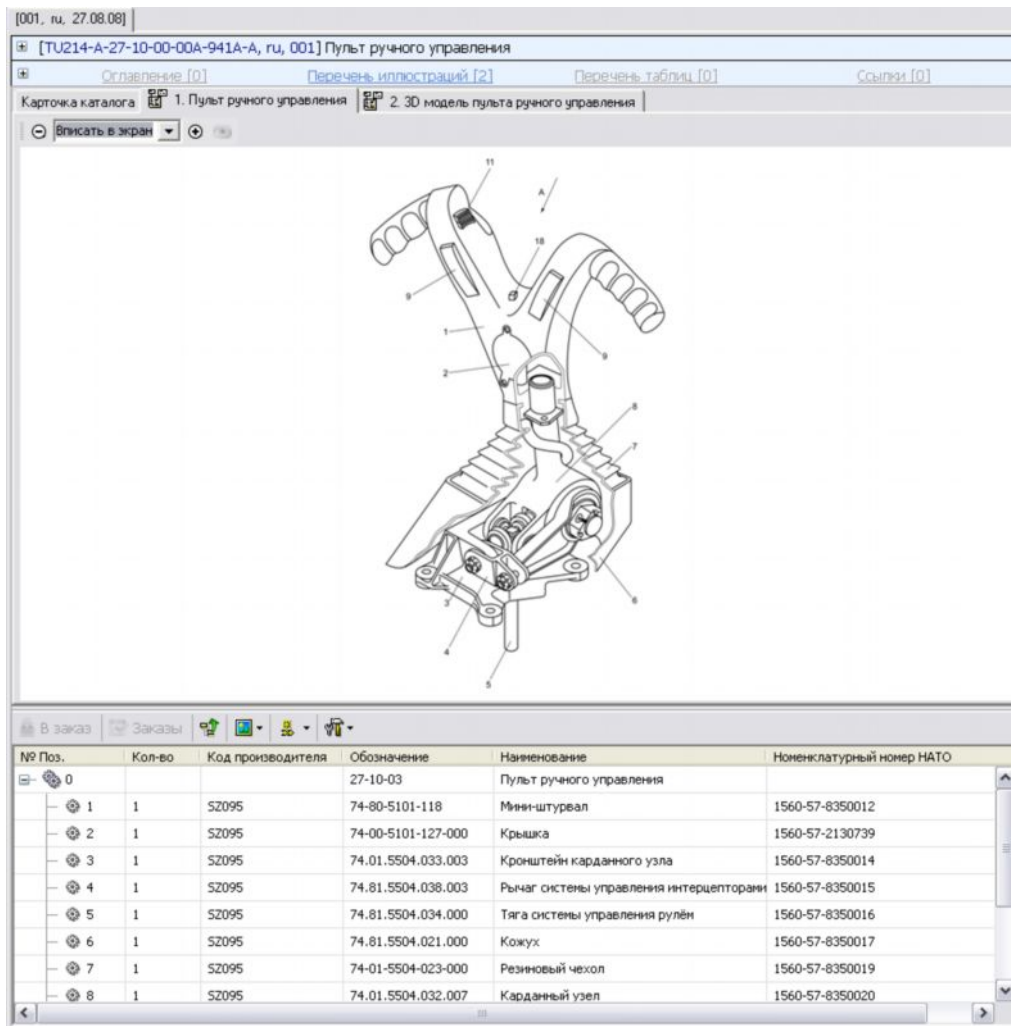 [001, ru, 27.08.08]
[TU214-A-27-10-00-00A-941A-A, ru, 001] Пульт ручного управления
Оглавление [0] Перечень иллюстраций [2] Перечень таблиц [0] Ссылки [0]
Карточка каталога 1. Пульт ручного управления 2. 3D модель пульта ручного управления
Вписать в экран
11
А
18
9
1
9
2
8
7
3
6
4
5
В заказ Заказы
№ Поз. Кол-во Код производителя Обозначение Наименование Номенклатурный номер НАТО
0 27-10-03 Пульт ручного управления
1 1 SZ095 74-80-5101-118 Мини-штурвал 1560-57-8350012
2 1 SZ095 74-00-5101-127-000 Крышка 1560-57-2130739
3 1 SZ095 74.01.5504.033.003 Кронштейн карданного узла 1560-57-8350014
4 1 SZ095 74.81.5504.038.003 Рычаг системы управления интерцепторами 1560-57-8350015
5 1 SZ095 74.81.5504.034.000 Тяга системы управления рулём 1560-57-8350016
6 1 SZ095 74.81.5504.021.000 Кожух 1560-57-8350017
7 1 SZ095 74-01-5504-023-000 Резиновый чехол 1560-57-8350019
8 1 SZ095 74.01.5504.032.007 Карданный узел 1560-57-8350020